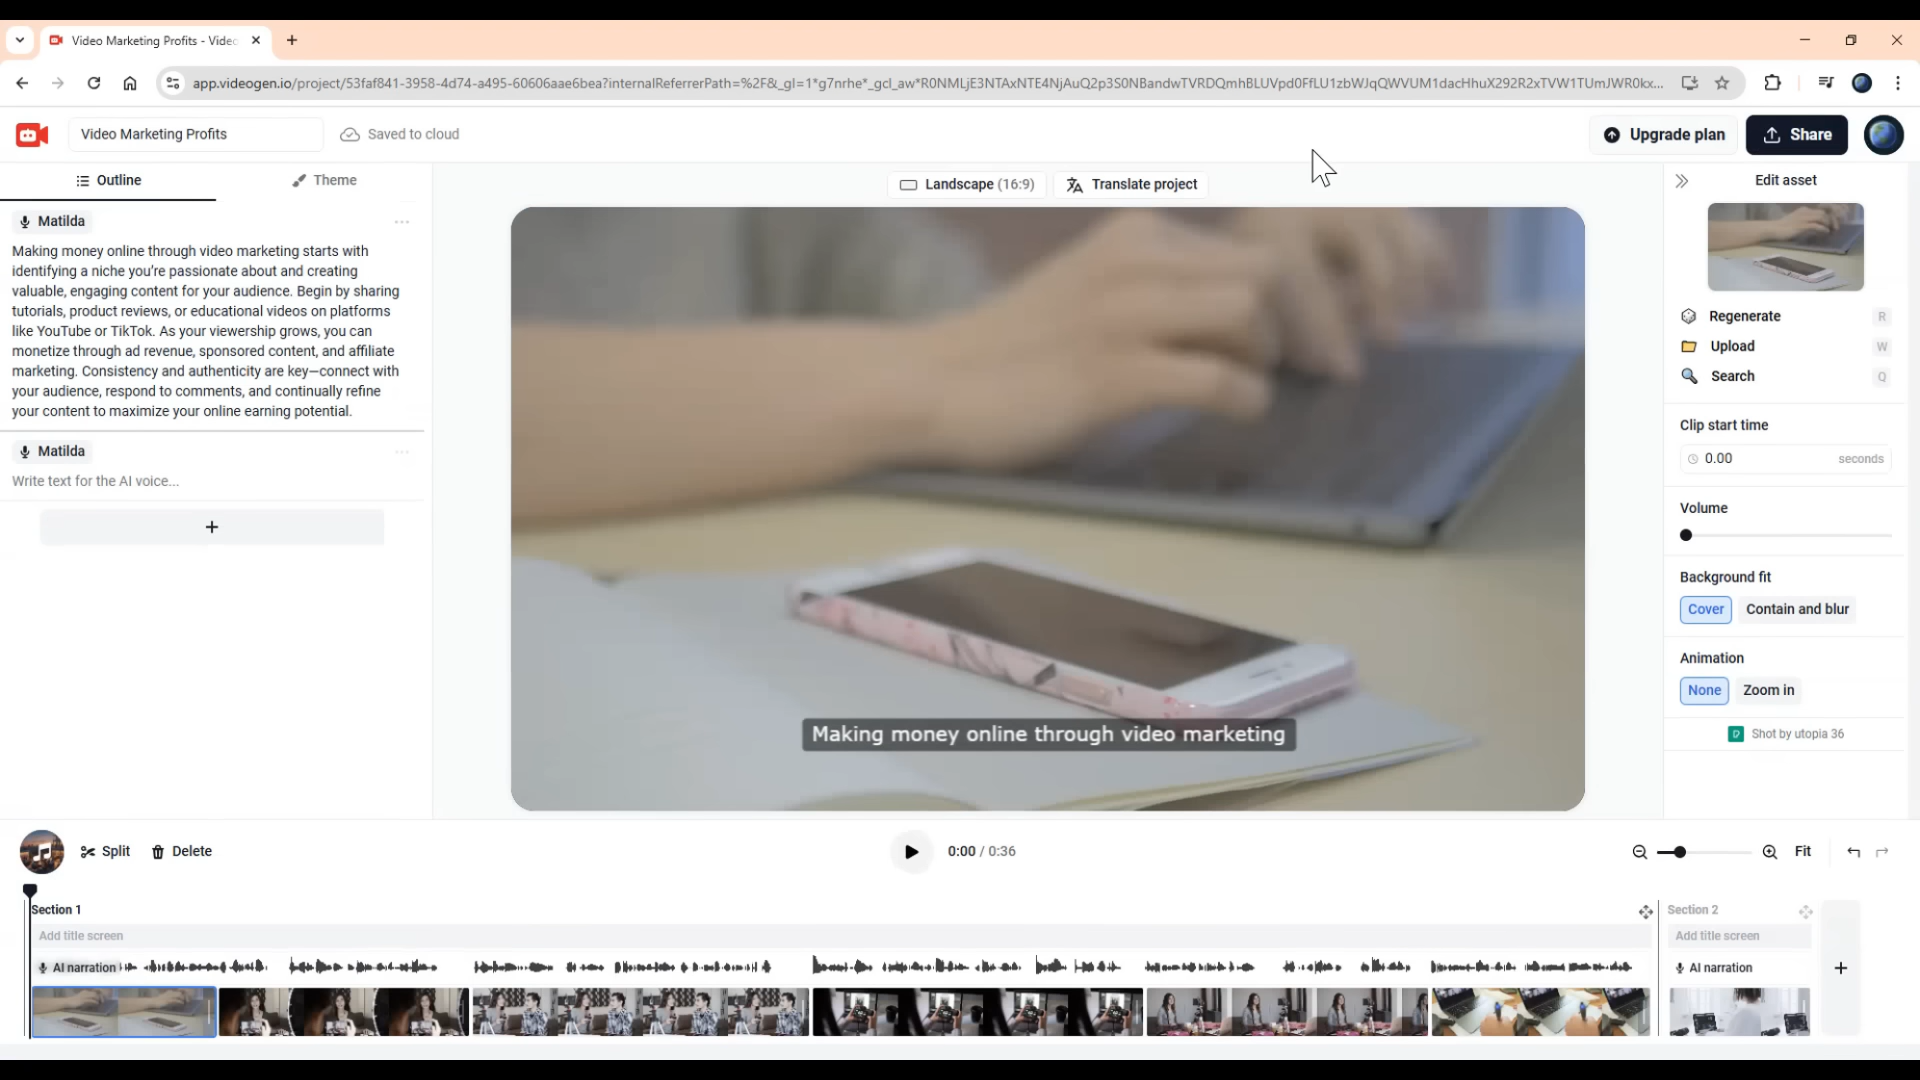 Video Marketing Profits - Video
app.videogen.io/project/53faf841-3958-4d74-a495-60606aae6bea?internalReferrerPath=%2F&_gl=1*g7nrhe*_gcl_aw*
Video Marketing Profits
Saved to cloud
Upgrade plan
Share
Outline
Theme
Landscape (16:9)
Translate project
Edit asset
Matilda
Making money online through video marketing starts with
identifying a niche you're passionate about and creating
valuable, engaging content for your audience. Begin by sharing
tutorials, product reviews, or educational videos on platforms
like YouTube or TikTok. As your viewership grows, you can
monetize through ad revenue, sponsored content, and affiliate
marketing. Consistency and authenticity are key—connect with
your audience, respond to comments, and continually refine
your content to maximize your online earning potential.
Matilda
Write text for the AI voice...
Making money online through video marketing
Regenerate R
Upload W
Search Q
Clip start time
0.00 seconds
Volume
Background fit
Cover Contain and blur
Animation
None Zoom in
Shot by utopia 36
Split
Delete
0:00 / 0:36
Fit
Section 1
Section 2
Add title screen
Add title screen
AI narration
AI narration